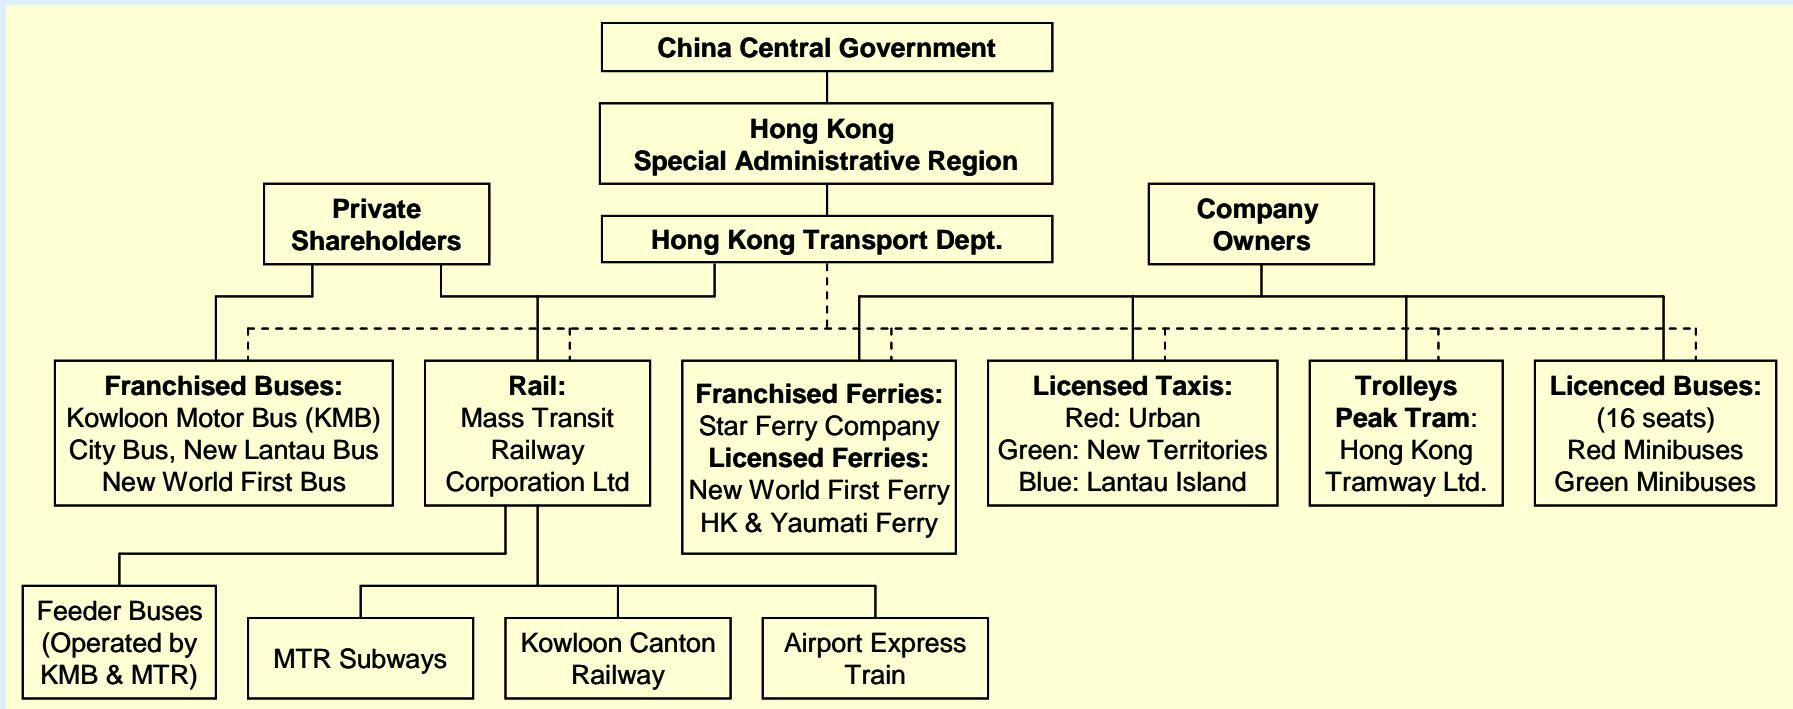 China Central Government
Hong Kong
Special Administrative Region
Private
Shareholders
Hong Kong Transport Dept.
Company
Owners
Franchised Buses:
Kowloon Motor Bus (KMB)
City Bus, New Lantau Bus
New World First Bus
Rail:
Mass Transit
Railway
Corporation Ltd
Franchised Ferries:
Star Ferry Company
Licensed Ferries:
New World First Ferry
HK & Yaumati Ferry
Licensed Taxis:
Red: Urban
Green: New Territories
Blue: Lantau Island
Trolleys
Peak Tram:
Hong Kong
Tramway Ltd.
Licenced Buses:
(16 seats)
Red Minibuses
Green Minibuses
Feeder Buses
(Operated by
KMB & MTR)
MTR Subways
Kowloon Canton
Railway
Airport Express
Train